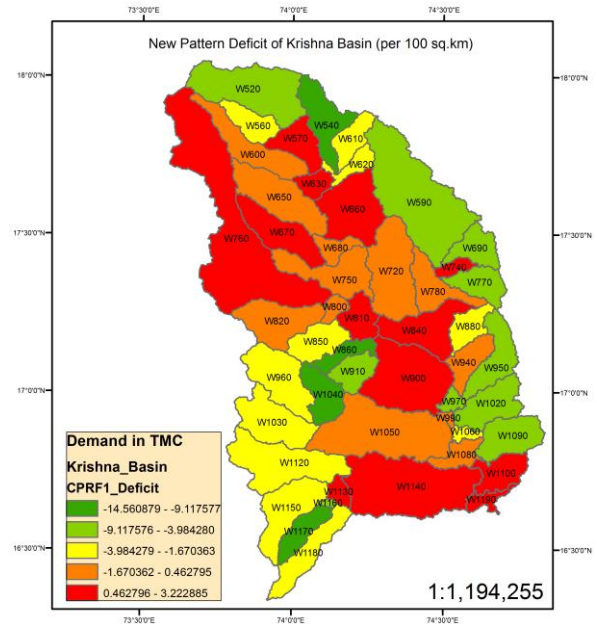 73°30'0"E 74°0'0"E 74°30'0"E
New Pattern Deficit of Krishna Basin (per 100 sq.km)
18°0'0"N 18°0'0"N
W520
W540
W560
W610
W570
W600
W620
W630
W650
W660
W590
17°30'0"N 17°30'0"N
W670
W760
W680
W690
W720
W740
W750
W770
W780
W800
W820
W810
W840
W880
W850
W860
W940
W910
W950
W960
W900
17°0'0"N 17°0'0"N
W1040
W970
W1020
W990
W1030
W1050
W1060
W1090
W1080
W1120
W1100
W1130
W1140
W1160
W1190
W1150
W1170
W1180
16°30'0"N 16°30'0"N
Demand in TMC
Krishna_Basin
CPRF1_Deficit
-14.560879 - -9.117577
-9.117576 - -3.984280
-3.984279 - -1.670363
-1.670362 - 0.462795
0.462796 - 3.222885
1:1,194,255
73°30'0"E 74°0'0"E 74°30'0"E